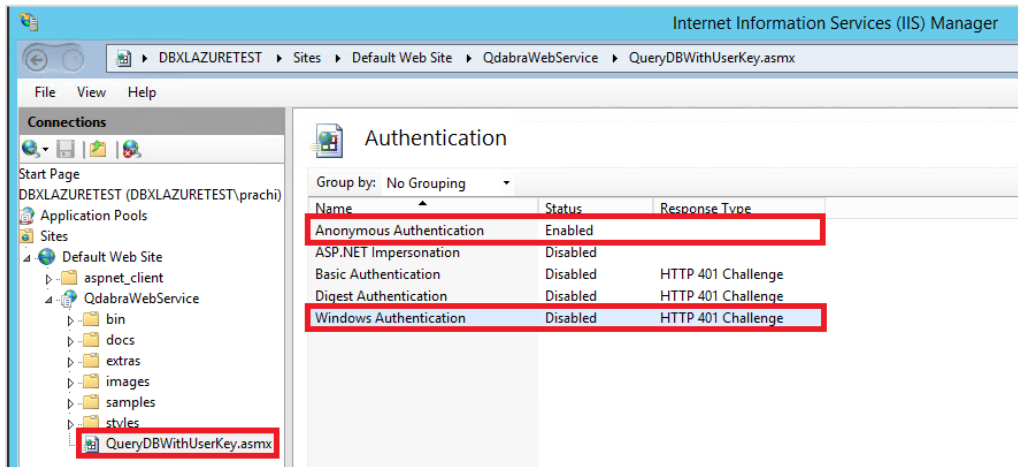 Internet Information Services (IIS) Manager
DBXLAZURETEST Sites Default Web Site QdabraWebService QueryDBWithUserKey.asmx
File View Help
Connections
Start Page
DBXLAZURETEST (DBXLAZURETEST\prachi)
Application Pools
Sites
Default Web Site
aspnet_client
QdabraWebService
bin
docs
extras
images
samples
styles
QueryDBWithUserKey.asmx
Authentication
Group by: No Grouping
Name Status Response Type
Anonymous Authentication Enabled
ASP.NET Impersonation Disabled
Basic Authentication Disabled HTTP 401 Challenge
Digest Authentication Disabled HTTP 401 Challenge
Windows Authentication Disabled HTTP 401 Challenge